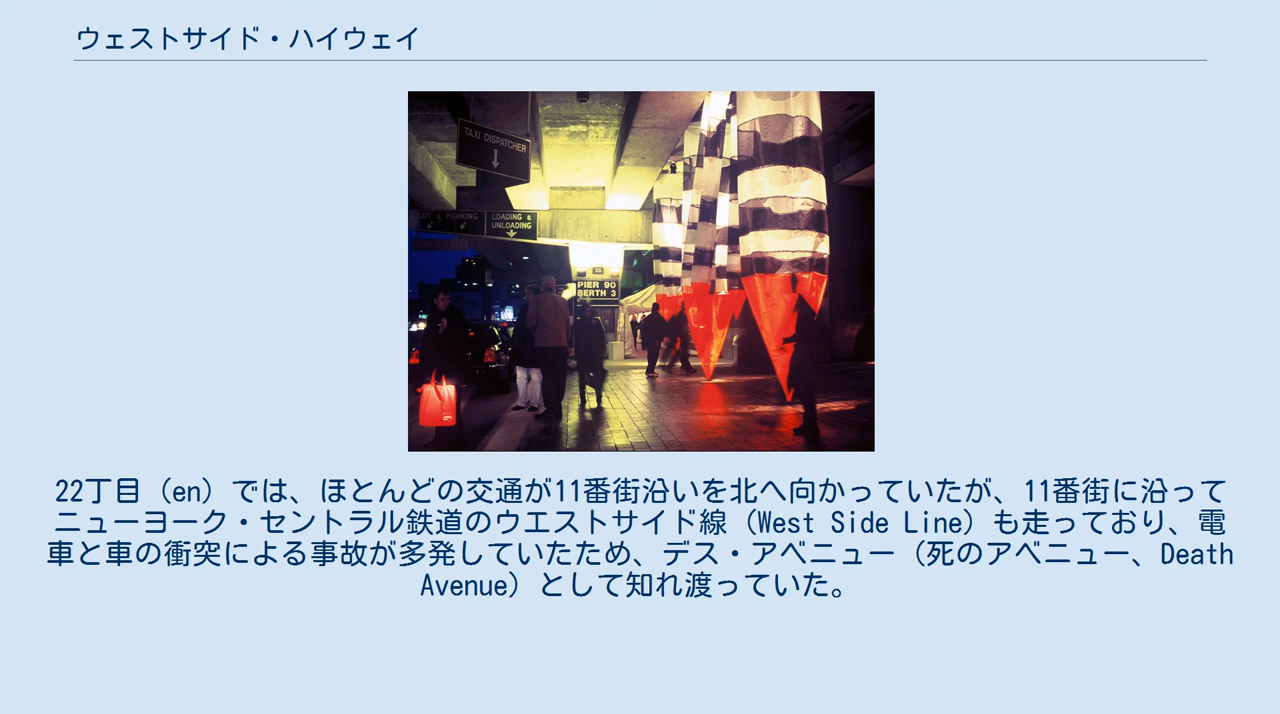 ウェストサイド・ハイウェイ
TAXI DISPATCHER
EXIT & PARKING
LOADING &
UNLOADING
PIER 90
BERTH 3
22丁目（en）では、ほとんどの交通が11番街沿いを北へ向かっていたが、11番街に沿って
ニューヨーク・セントラル鉄道のウエストサイド線（West Side Line）も走っており、電
車と車の衝突による事故が多発していたため、デス・アベニュー（死のアベニュー、Death
Avenue）として知れ渡っていた。